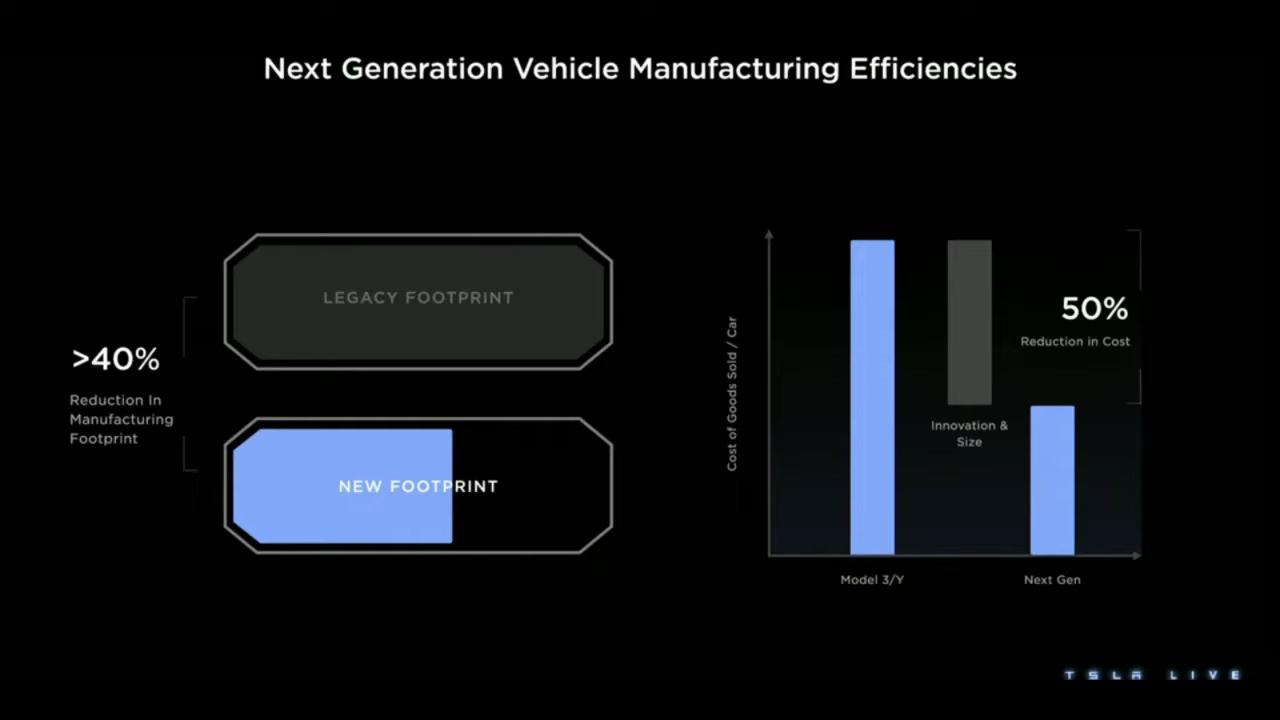 Next Generation Vehicle Manufacturing Efficiencies
LEGACY FOOTPRINT
>40%
Reduction In
Manufacturing
Footprint
NEW FOOTPRINT
Cost of Goods Sold / Car
50%
Reduction in Cost
Innovation &
Size
Model 3/Y
Next Gen
TSLA LIVE